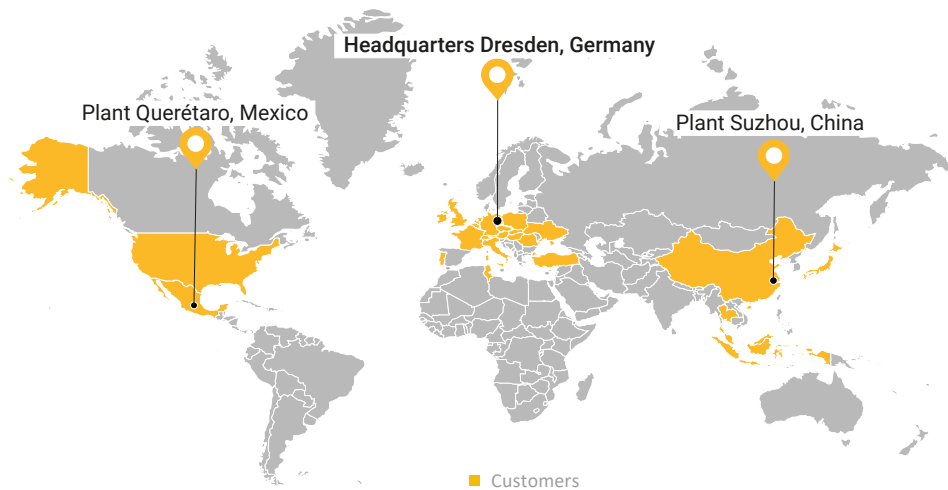 Headquarters Dresden, Germany
Plant Querétaro, Mexico
Plant Suzhou, China
Customers